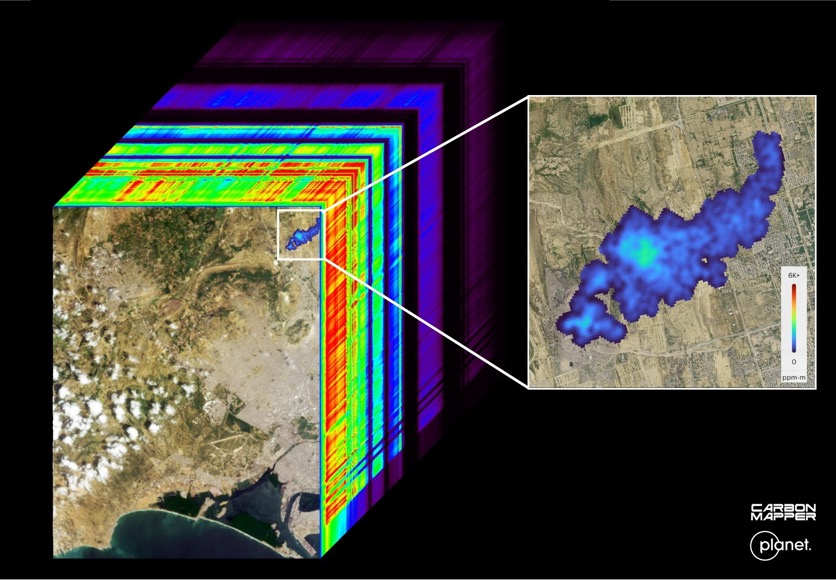 6K+
0
ppm-m
CARBON
MAPPER
planet.